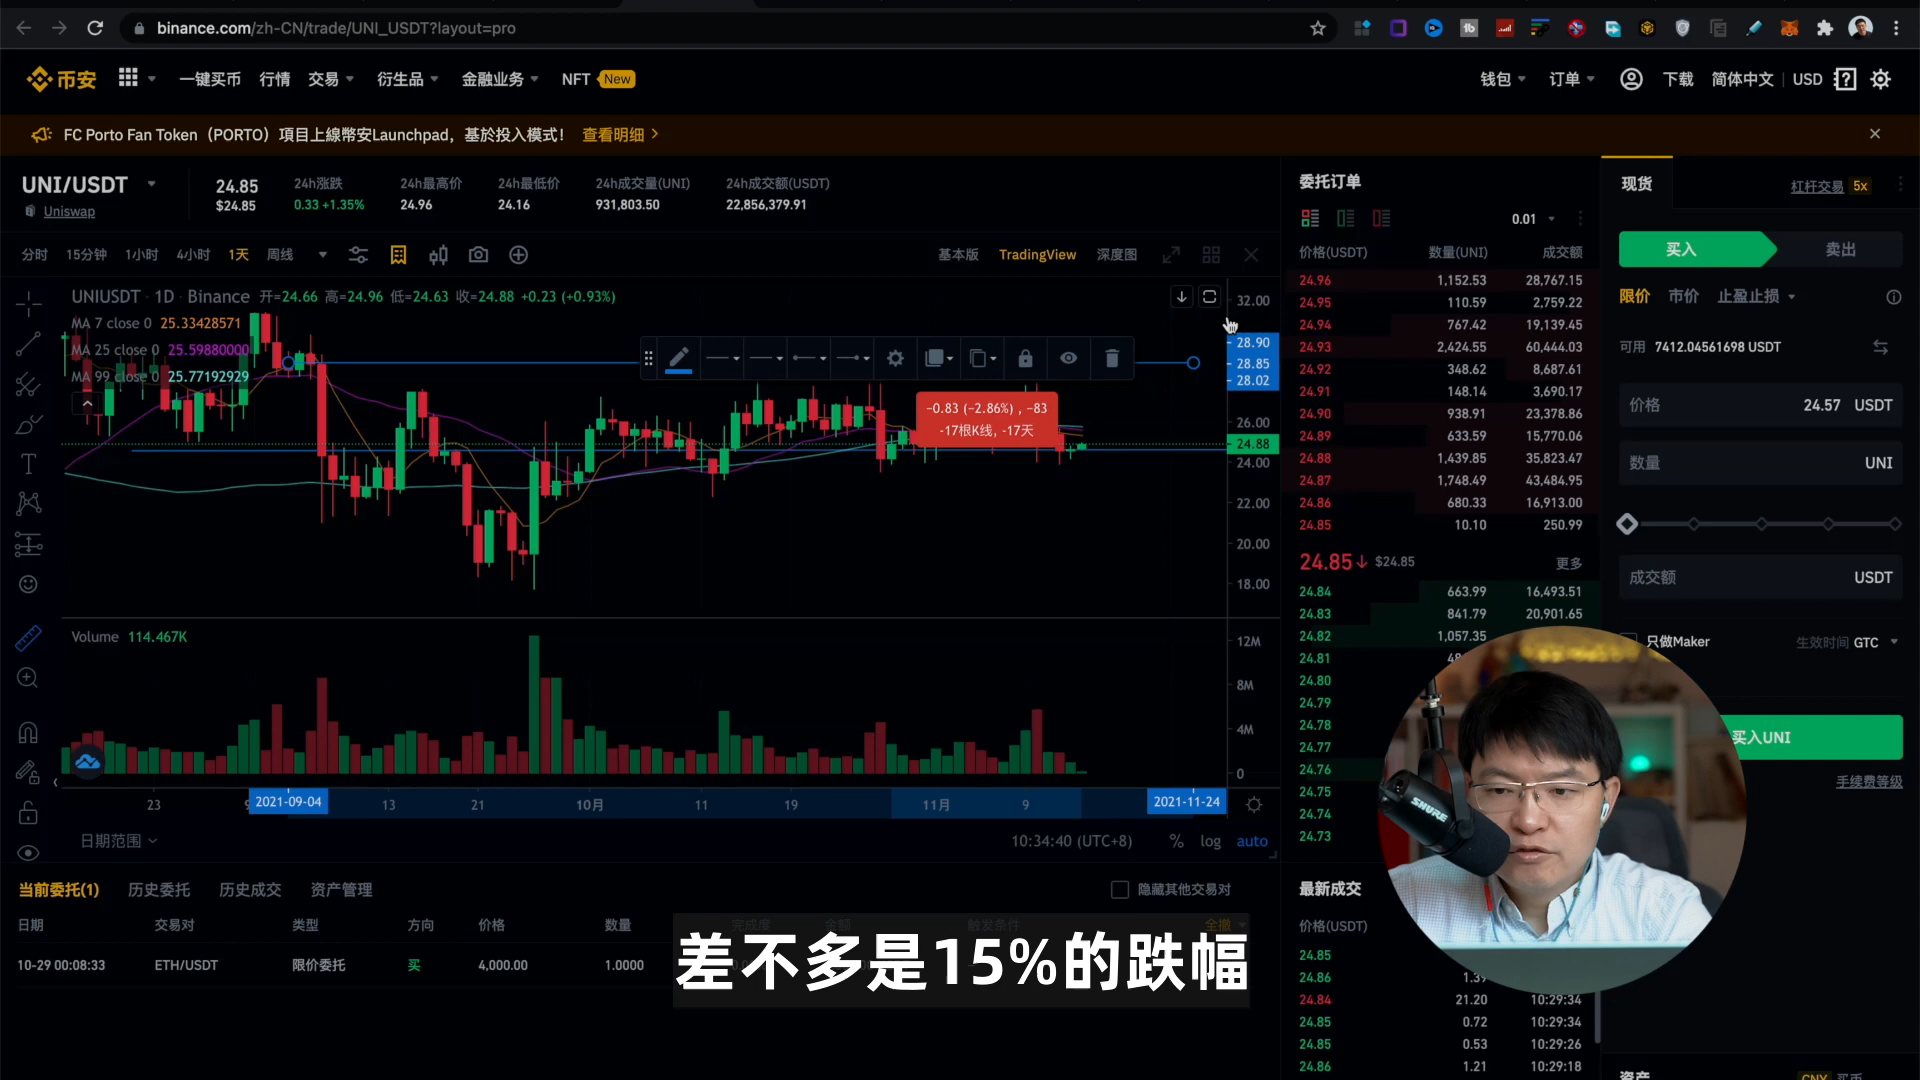 binance.com/zh-CN/trade/UNI_USDT?layout=pro
币安
一键买币 行情 交易 衍生品 金融业务 NFT New
钱包 订单 下载 简体中文 USD
FC Porto Fan Token（PORTO）項目上線幣安Launchpad，基於投入模式！ 查看明细
UNI/USDT
Uniswap
24.85
$24.85
24h涨跌
0.33 +1.35%
24h最高价
24.96
24h最低价
24.16
24h成交量(UNI)
931,803.50
24h成交额(USDT)
22,856,379.91
分时 15分钟 1小时 4小时 1天 周线
基本版 TradingView 深度图
UNIUSDT · 1D · Binance 开=24.66 高=24.96 低=24.63 收=24.88 +0.23 (+0.93%)
MA 7 close 0 25.33428571
MA 25 close 0 25.59880000
MA 99 close 0 25.77192929
−0.83 (−2.86%) , −83
-17根K线, -17天
32.00
28.90
28.85
28.02
26.00
24.88
24.00
22.00
20.00
18.00
Volume 114.467K
12M
8M
4M
0
23
2021-09-04
13
21
10月
11
19
11月
9
2021-11-24
日期范围
10:34:40 (UTC+8)
% log auto
当前委托(1) 历史委托 历史成交 资产管理
隐藏其他交易对
日期 交易对 类型 方向 价格 数量 完成度 金额 触发条件 全撤
10-29 00:08:33 ETH/USDT 限价委托 买 4,000.00 1.0000
差不多是15%的跌幅
委托订单
0.01
价格(USDT) 数量(UNI) 成交额
24.96 1,152.53 28,767.15
24.95 110.59 2,759.22
24.94 767.42 19,139.45
24.93 2,424.55 60,444.03
24.92 348.62 8,687.61
24.91 148.14 3,690.17
24.90 938.91 23,378.86
24.89 633.59 15,770.06
24.88 1,439.85 35,823.47
24.87 1,748.49 43,484.95
24.86 680.33 16,913.00
24.85 10.10 250.99
24.85↓ $24.85 更多
24.84 663.99 16,493.51
24.83 841.79 20,901.65
24.82 1,057.35
24.81
24.80
24.79
24.78
24.77
24.76
24.75
24.74
24.73
最新成交
价格(USDT)
24.85
24.86
24.84 21.20 10:29:34
24.85 0.72 10:29:34
24.85 0.53 10:29:26
24.86 1.21 10:29:18
现货
杠杆交易 5x
买入 卖出
限价 市价 止盈止损
可用 7412.04561698 USDT
价格 24.57 USDT
数量 UNI
成交额 USDT
只做Maker
生效时间 GTC
买入UNI
手续费等级
SHURE